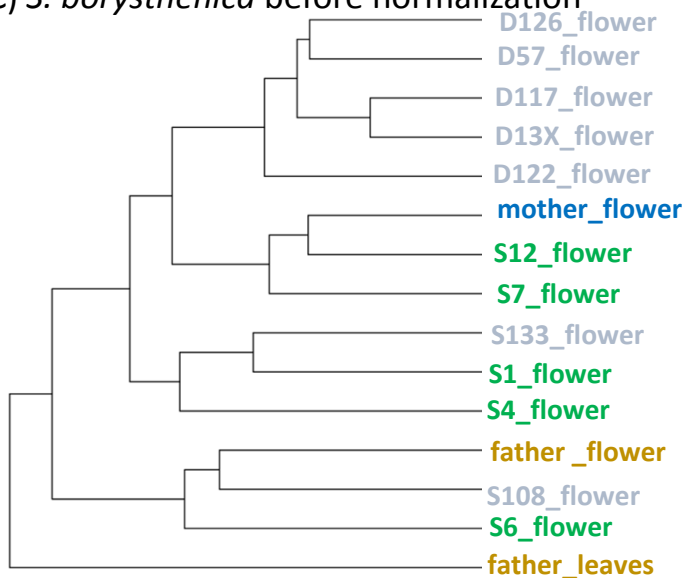 S. borysthenica before normalization
D126_flower
D57_flower
D117_flower
D13X_flower
D122_flower
mother_flower
S12_flower
S7_flower
S133_flower
S1_flower
S4_flower
father _flower
S108_flower
S6_flower
father_leaves